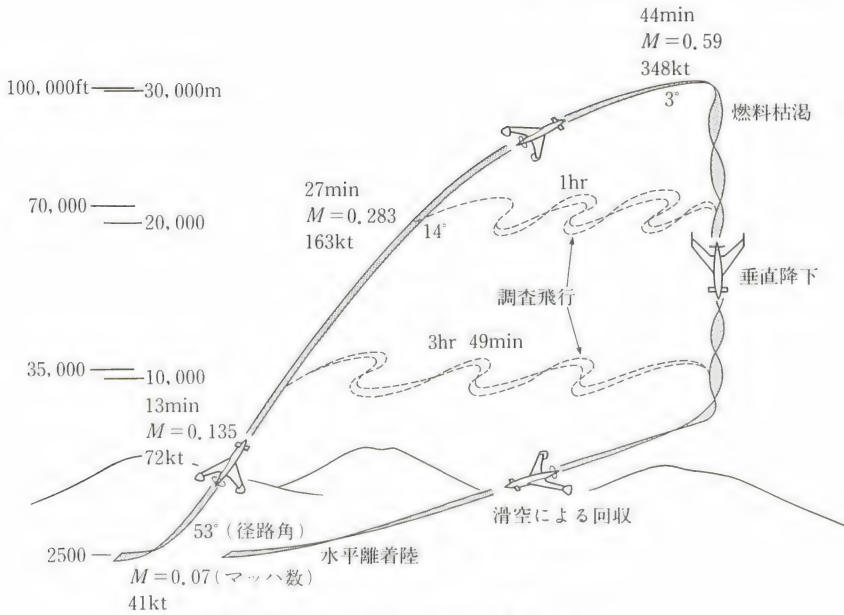 44min
M=0.59
348kt
3°
燃料枯渇
100,000ft
30,000m
27min
M=0.283
163kt
14°
1hr
70,000
20,000
垂直降下
調査飛行
3hr 49min
35,000
10,000
13min
M=0.135
72kt
滑空による回収
53°(径路角)
水平離着陸
2500
M=0.07(マッハ数)
41kt